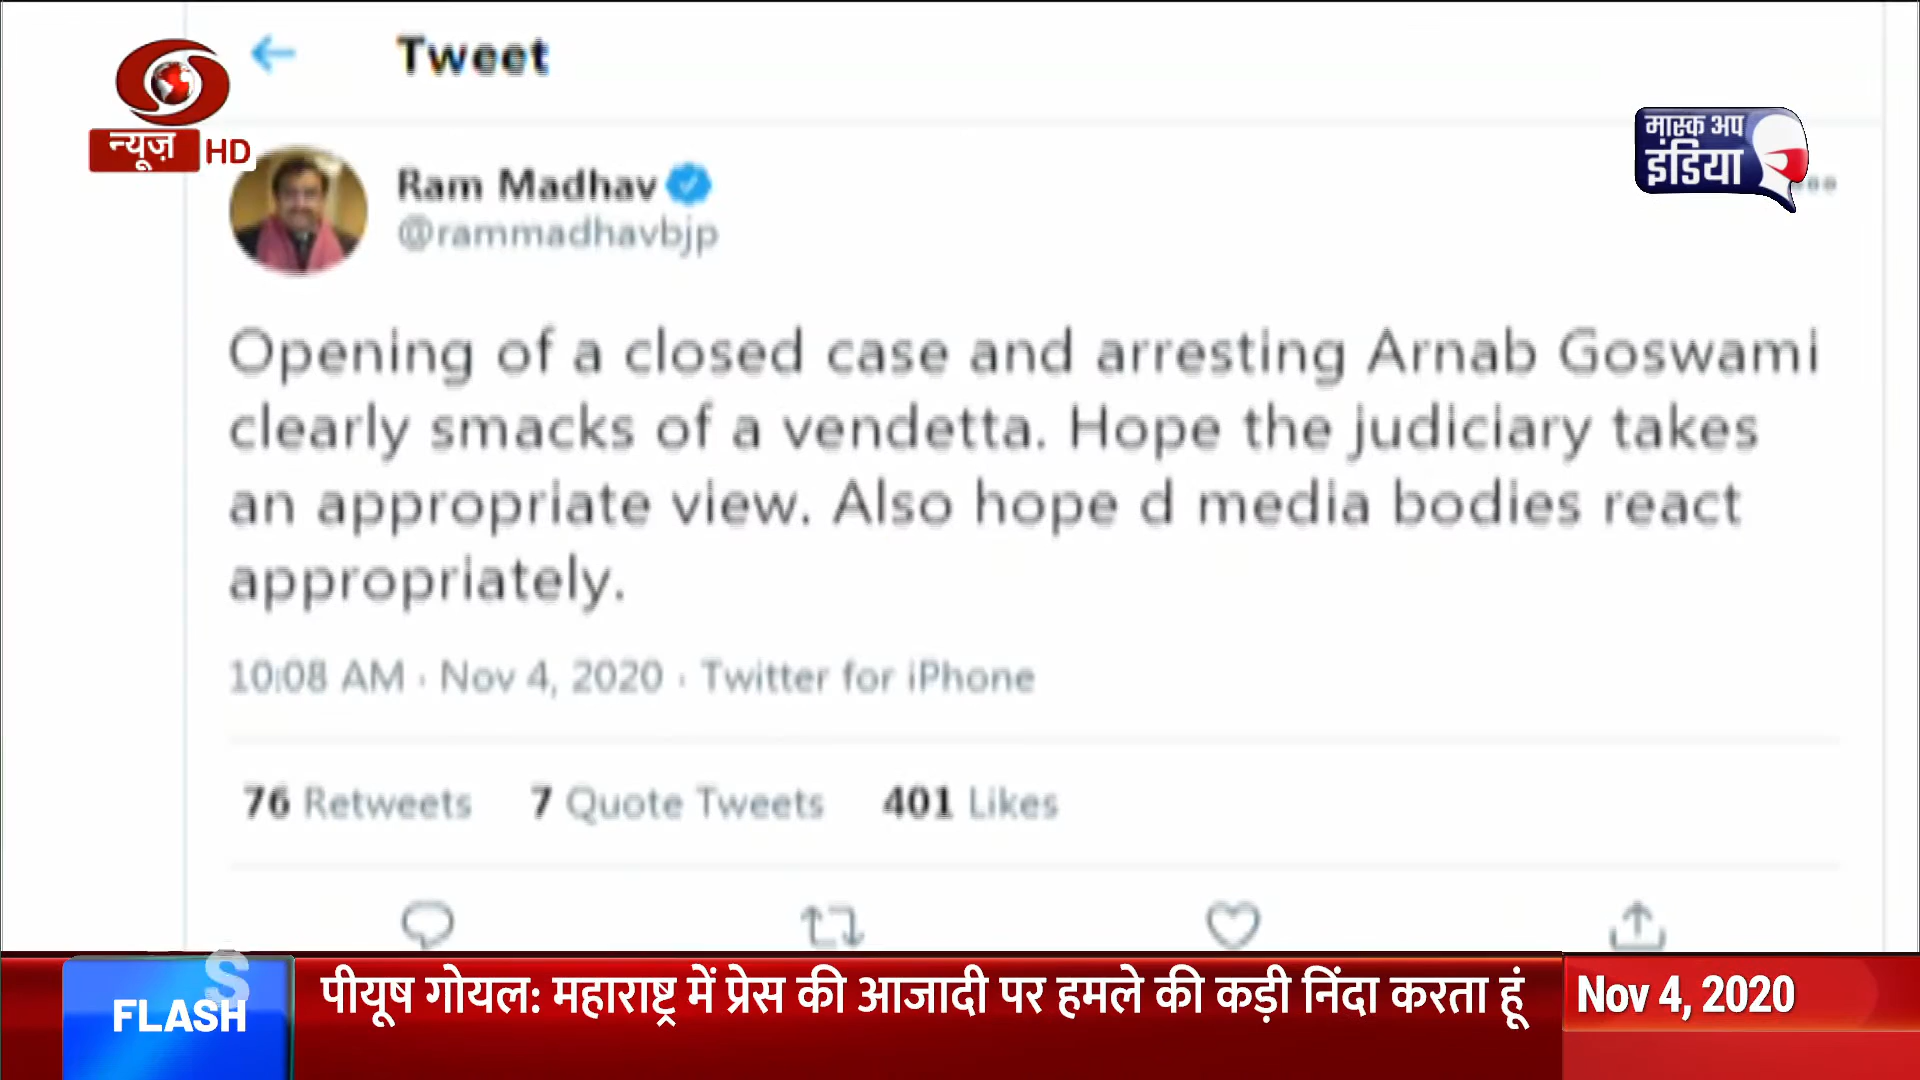 Tweet
न्यूज़ HD
मास्क अप
इंडिया
Ram Madhav
@rammadhavbjp
Opening of a closed case and arresting Arnab Goswami
clearly smacks of a vendetta. Hope the judiciary takes
an appropriate view. Also hope d media bodies react
appropriately.
10:08 AM · Nov 4, 2020 · Twitter for iPhone
76 Retweets 7 Quote Tweets 401 Likes
S
FLASH
पीयूष गोयल: महाराष्ट्र में प्रेस की आजादी पर हमले की कड़ी निंदा करता हूं
Nov 4, 2020